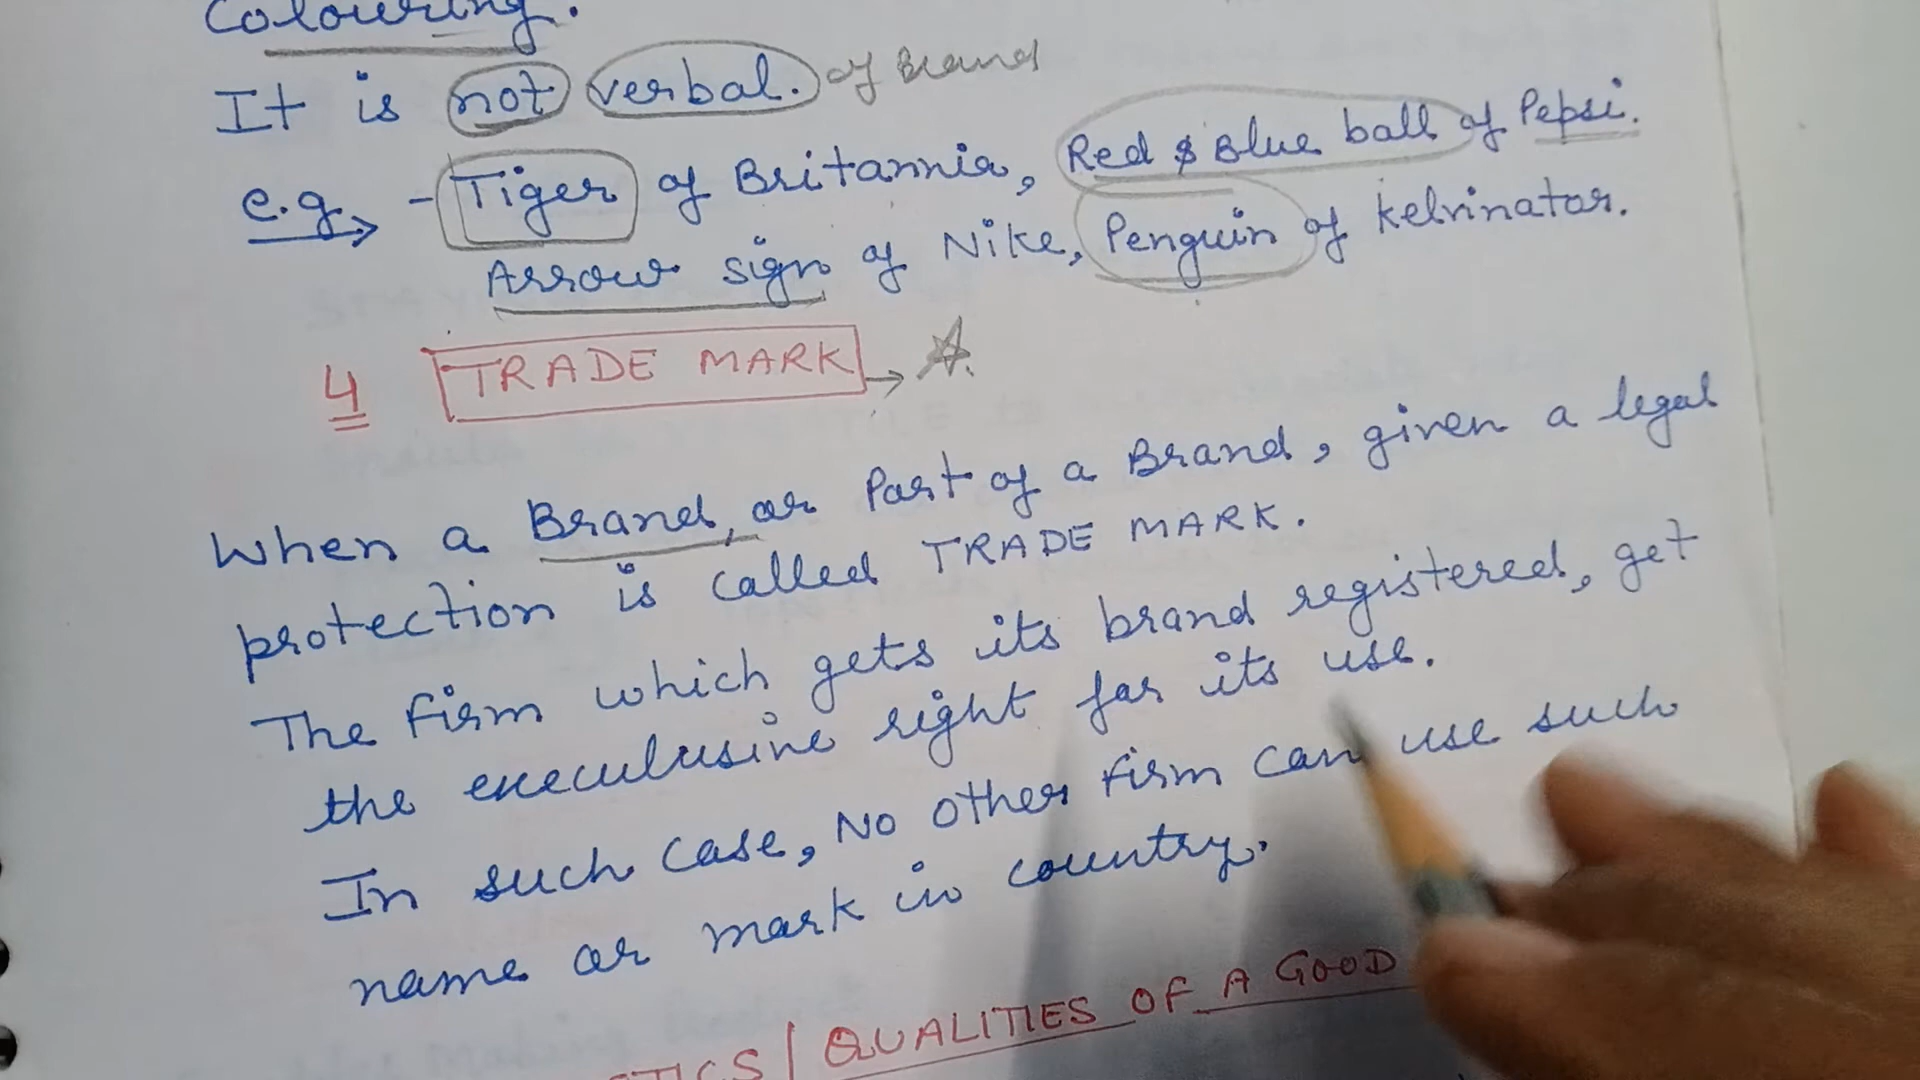 Colouring.
It is not verbal. of Brand
e.g → - Tiger of Britannia, Red & Blue ball of Pepsi.
Arrow sign of Nike, Penguin of Kelvinator.
4 TRADE MARK →
When a Brand, or Part of a Brand, given a legal
protection is called TRADE MARK.
The firm which gets its brand registered, get
the execulusive right for its use.
In such case, No other firm can use such
name or mark in country.
STICS / QUALITIES OF A GOOD